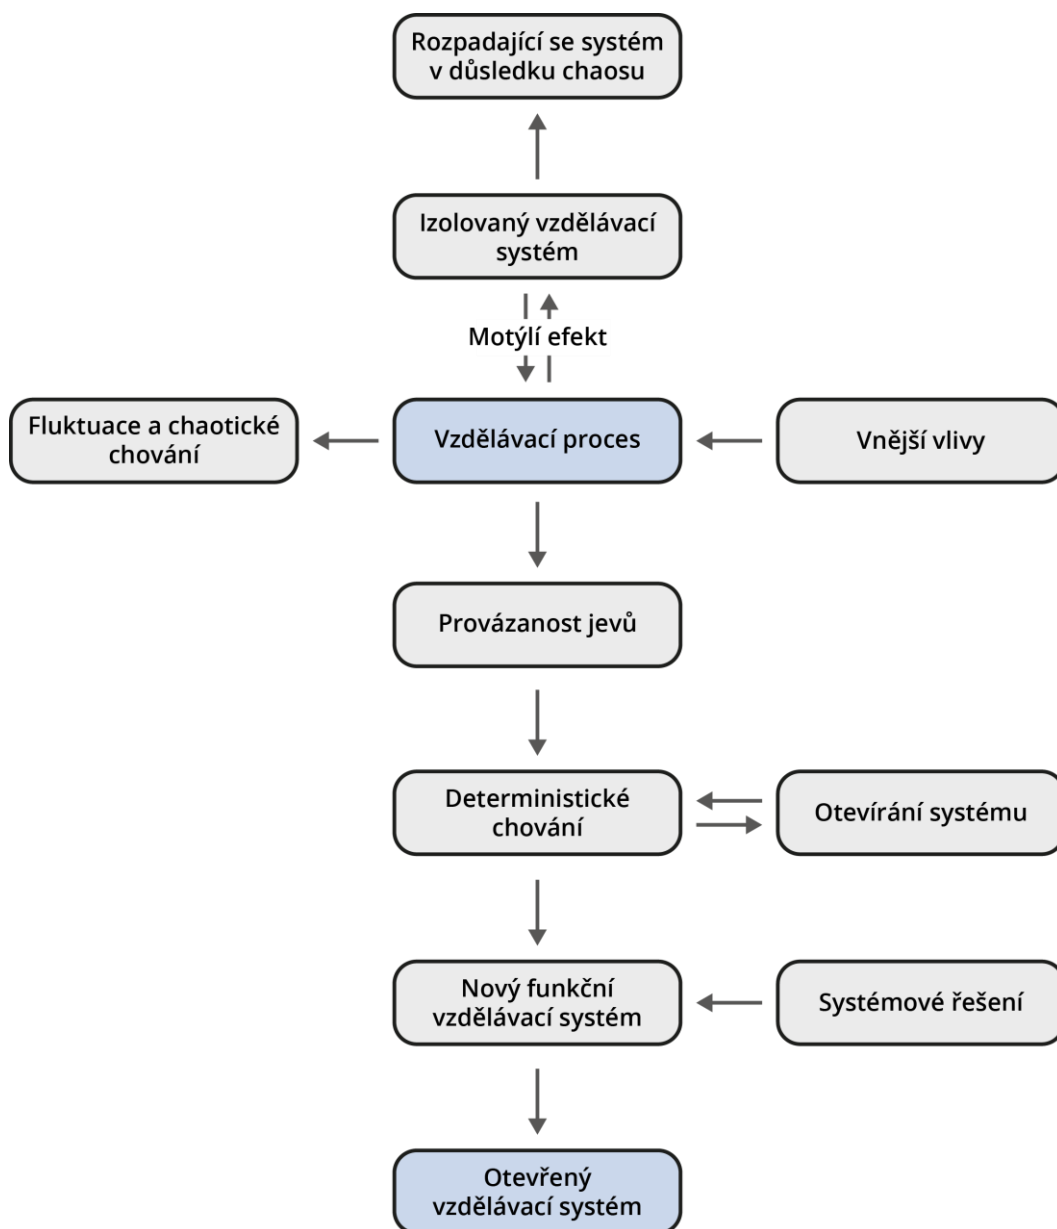 Rozpadající se systém
v důsledku chaosu
Izolovaný vzdělávací
systém
Motýlí efekt
Fluktuace a chaotické
chování
Vzdělávací proces
Vnější vlivy
Provázanost jevů
Deterministické
chování
Otevírání systému
Nový funkční
vzdělávací systém
Systémové řešení
Otevřený
vzdělávací systém